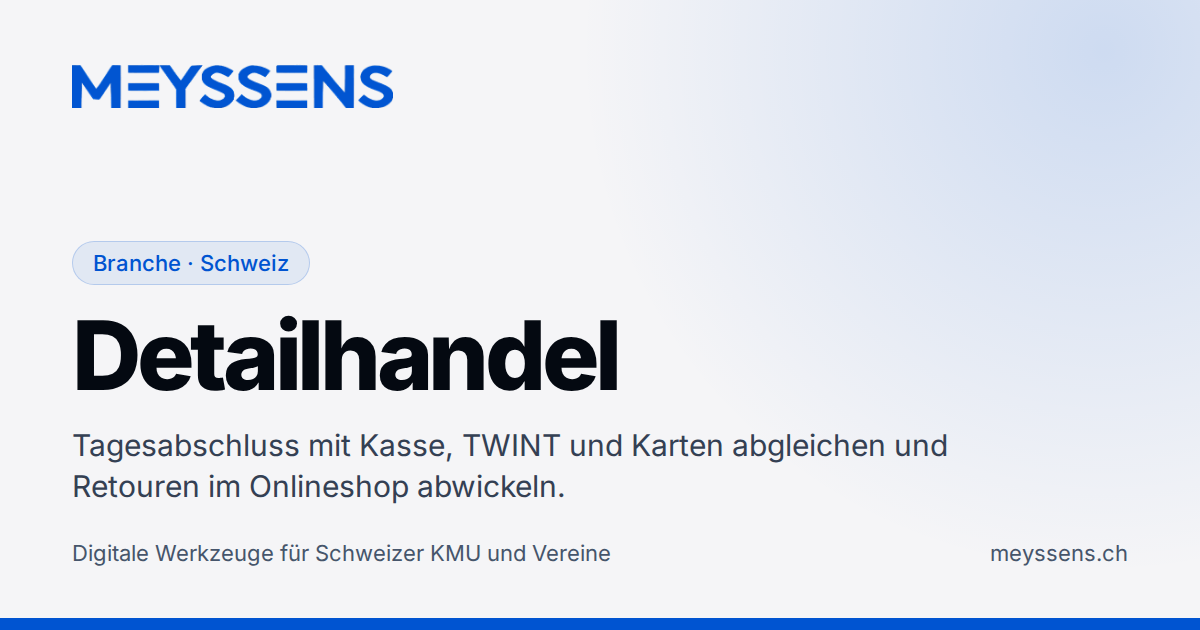 MEYSSENS
Branche · Schweiz
Detailhandel
Tagesabschluss mit Kasse, TWINT und Karten abgleichen und
Retouren im Onlineshop abwickeln.
Digitale Werkzeuge für Schweizer KMU und Vereine
meyssens.ch